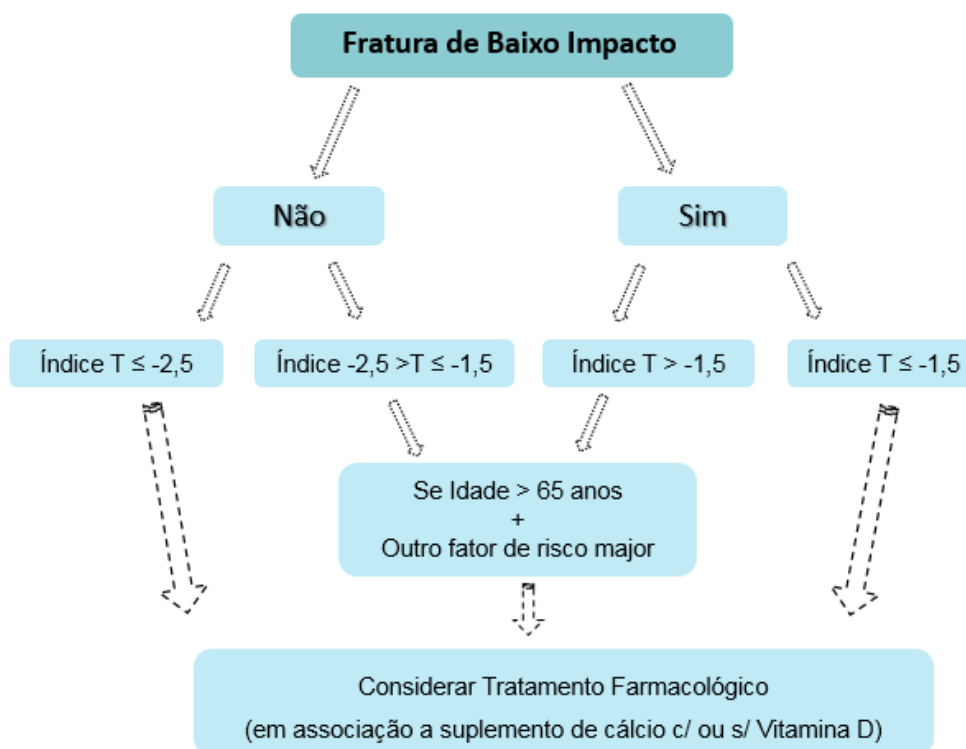 Fratura de Baixo Impacto
Não
Sim
Índice T ≤ -2,5
Índice -2,5 >T ≤ -1,5
Índice T > -1,5
Índice T ≤ -1,5
Se Idade > 65 anos
+
Outro fator de risco major
Considerar Tratamento Farmacológico
(em associação a suplemento de cálcio c/ ou s/ Vitamina D)